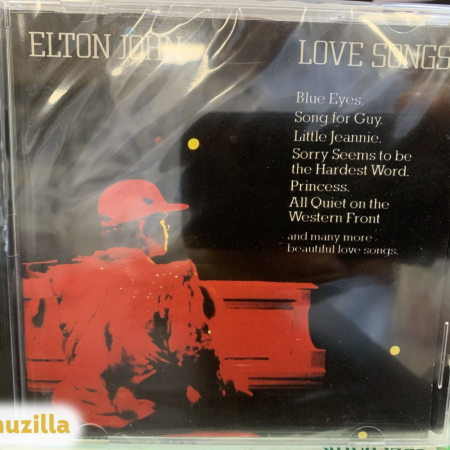 ELTON JOHN
LOVE SONGS
Blue Eyes.
Song for Guy.
Little Jeannie.
Sorry Seems to be
the Hardest Word.
Princess.
All Quiet on the
Western Front
and many more
beautiful love songs.
uzilla